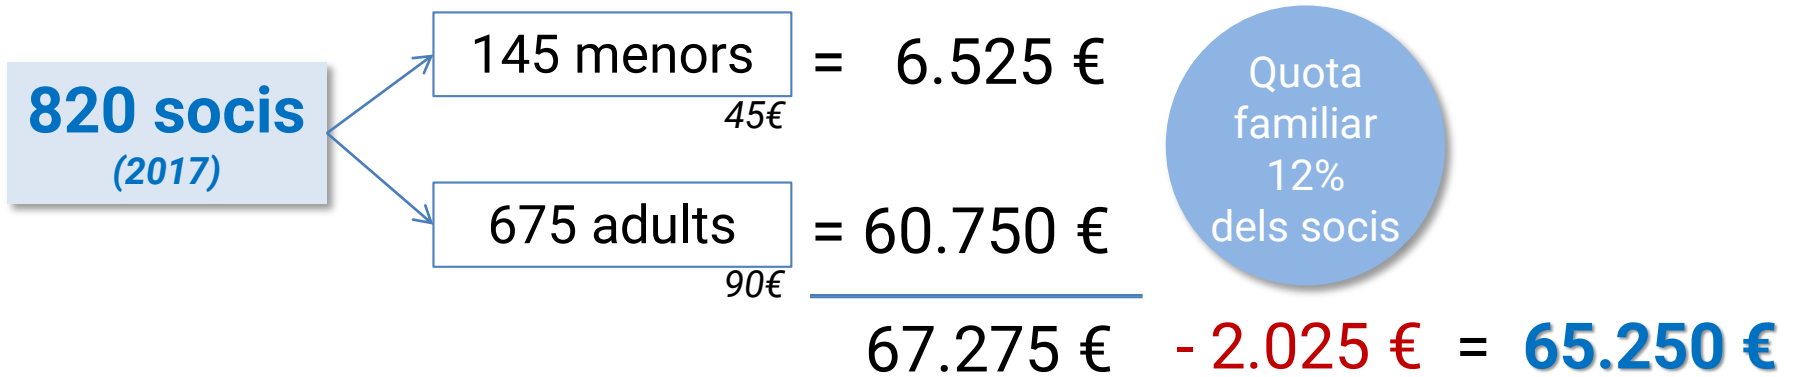 820 socis
(2017)
145 menors = 6.525 €
45€
675 adults = 60.750 €
90€
Quota
familiar
12%
dels socis
67.275 € - 2.025 € = 65.250 €